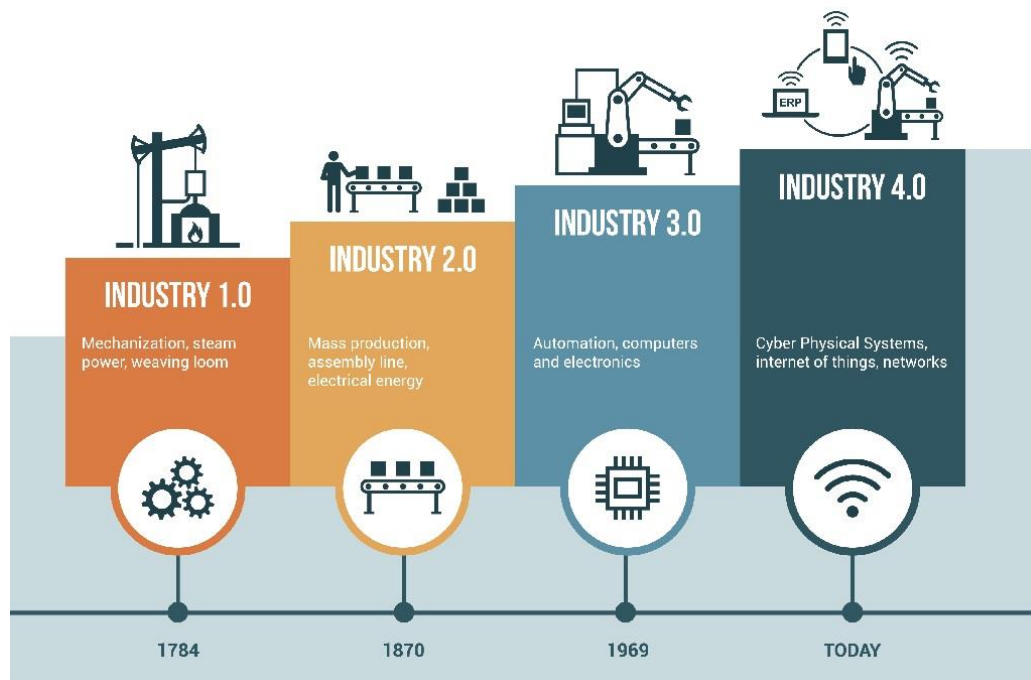 ERP
INDUSTRY 1.0
Mechanization, steam
power, weaving loom
1784
INDUSTRY 2.0
Mass production,
assembly line,
electrical energy
1870
INDUSTRY 3.0
Automation, computers
and electronics
1969
INDUSTRY 4.0
Cyber Physical Systems,
internet of things, networks
TODAY